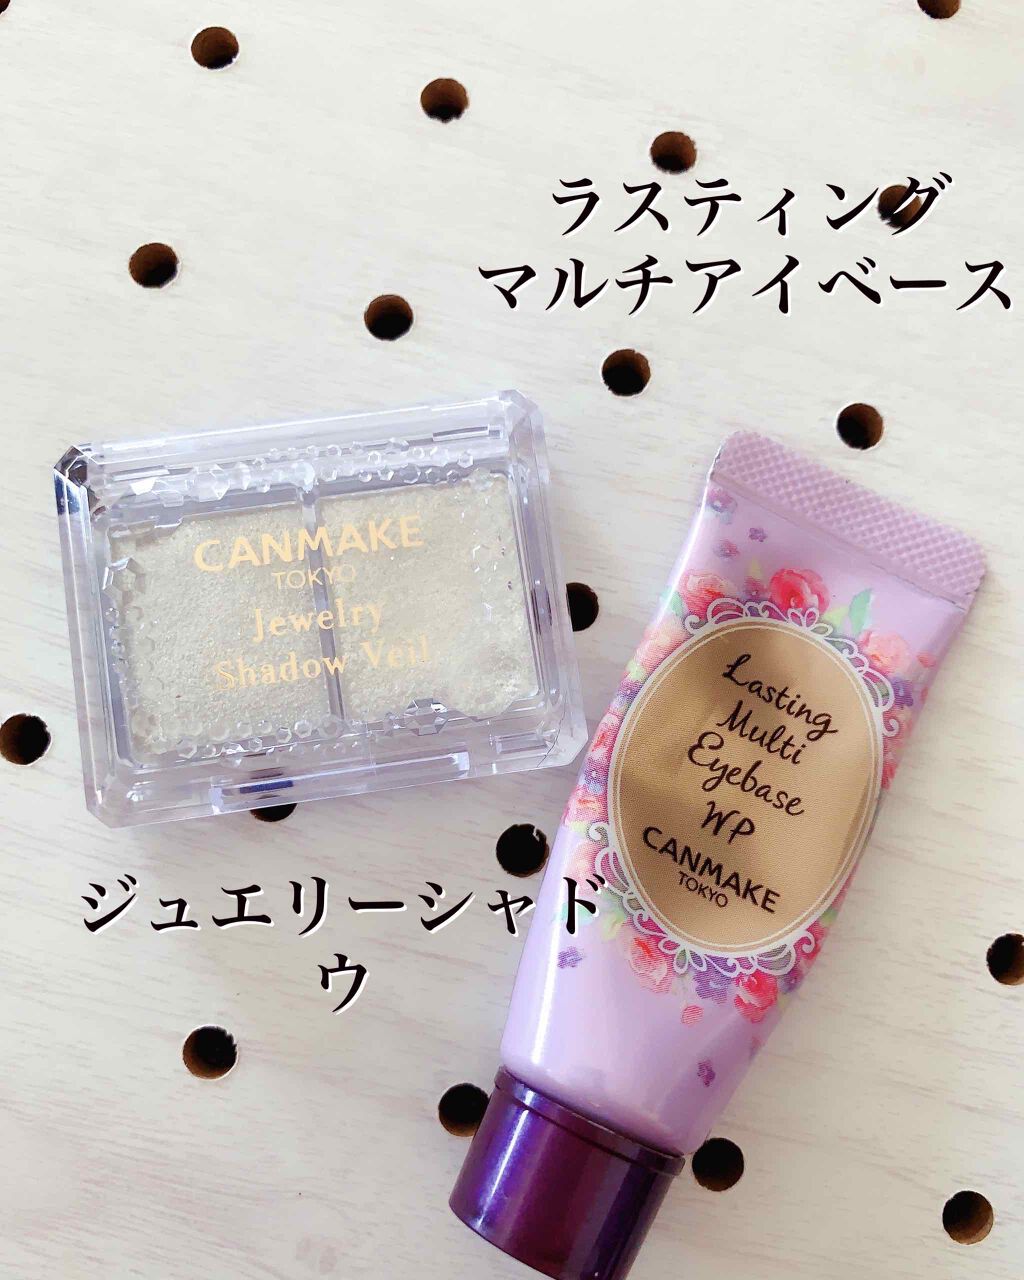 ラスティング
マルチアイベース
CANMAKE
TOKYO
Jewelry
Shadow Veil
Lasting
Multi
Eyebase
WP
CANMAKE
TOKYO
ジュエリーシャド
ウ